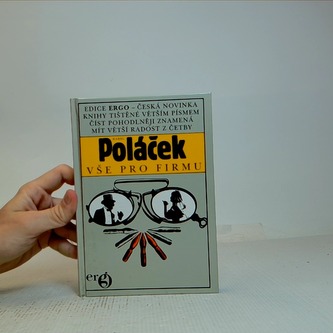 EDICE ERGO – ČESKÁ NOVINKA
KNIHY TIŠTĚNÉ VĚTŠÍM PÍSMEM
ČÍST POHODLNĚJI ZNAMENÁ
MÍT VĚTŠÍ RADOST Z ČETBY
Poláček
VŠE PRO FIRMU
ergo